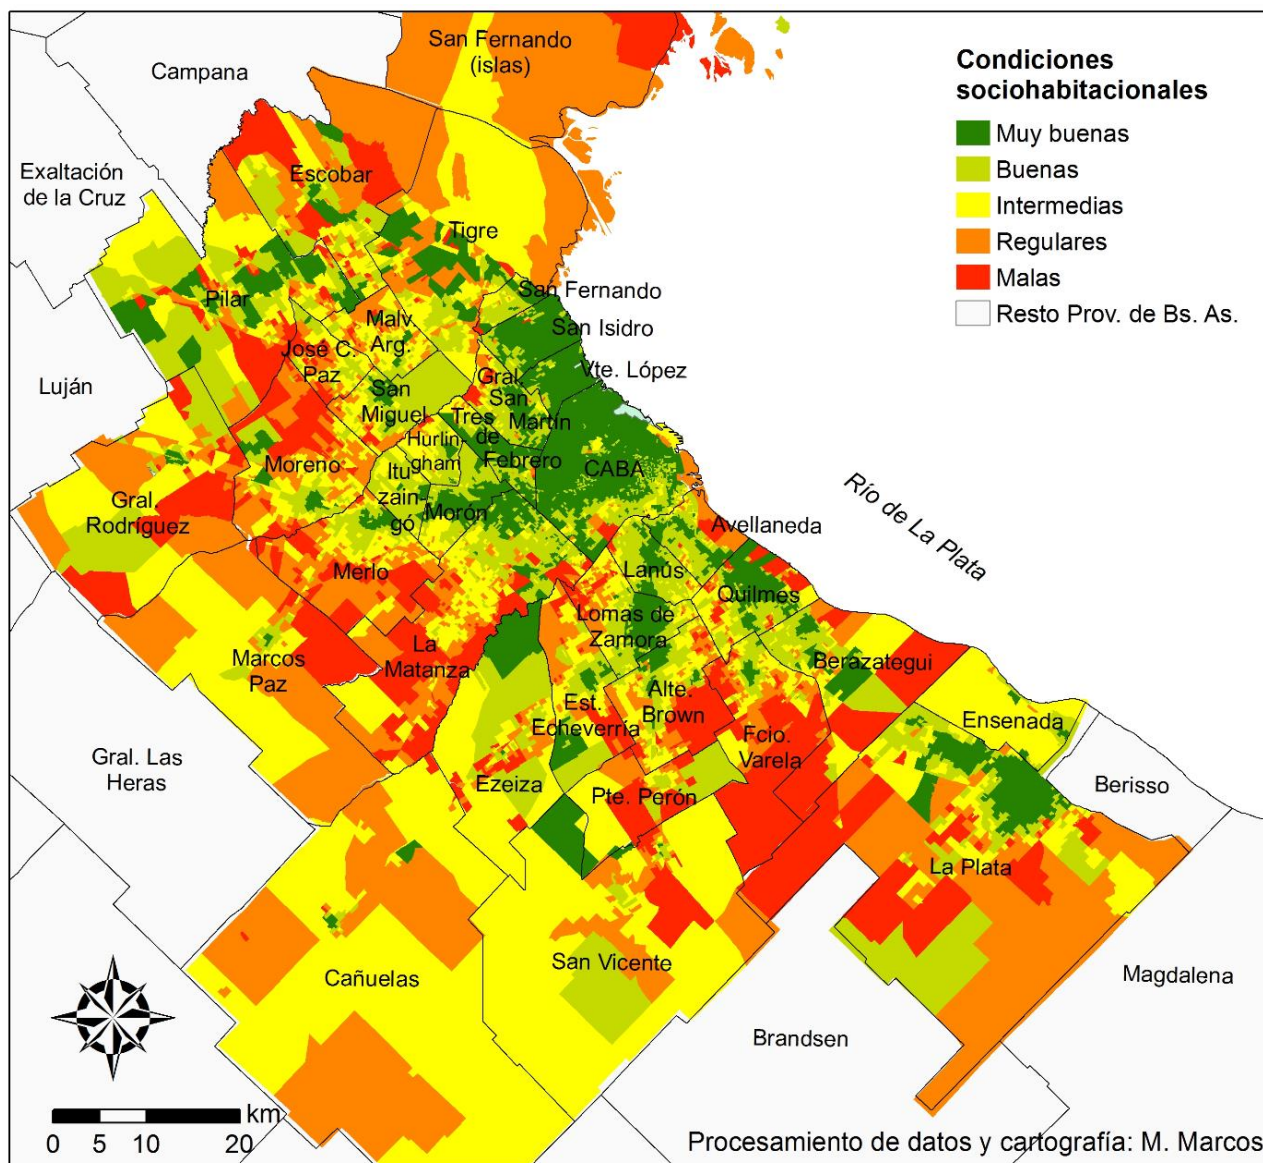 San Fernando
(islas)
Campana
Condiciones
sociohabitacionales
Muy buenas
Buenas
Intermedias
Regulares
Malas
Resto Prov. de Bs. As.
Exaltación
de la Cruz
Escobar
Tigre
San Fernando
Pilar
Malv.
Arg.
San Isidro
José C.
Paz
Vte. López
Luján
San
Miguel
Gral.
San
Martín
Tres
de
Febrero
Hurlin-
gham
CABA
Moreno
Itu
zain-
gó
Morón
Gral.
Rodríguez
Río de La Plata
Avellaneda
Merlo
Lanús
Quilmes
Lomas de
Zamora
La
Matanza
Marcos
Paz
Berazategui
Est.
Echeverría
Alte.
Brown
Fcio.
Varela
Ensenada
Gral. Las
Heras
Ezeiza
Pte. Perón
Berisso
La Plata
Cañuelas
San Vicente
Magdalena
Brandsen
km
0 5 10 20
Procesamiento de datos y cartografía: M. Marcos